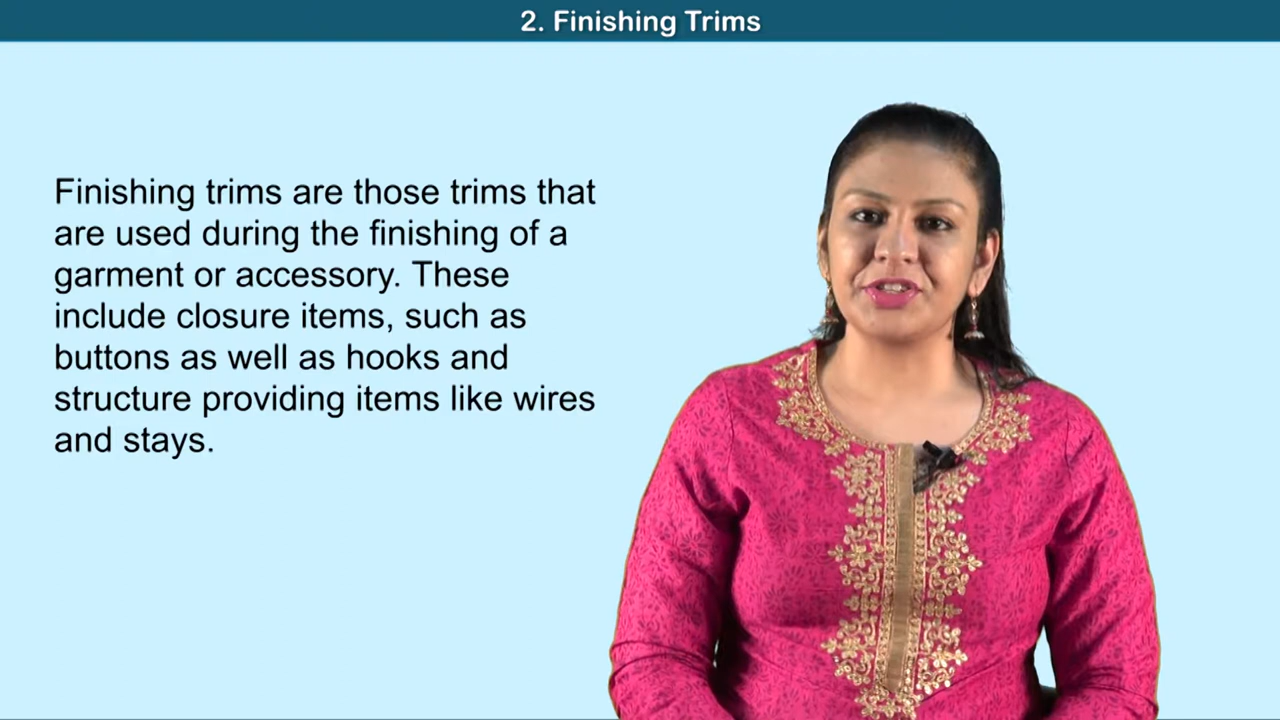 2. Finishing Trims
Finishing trims are those trims that
are used during the finishing of a
garment or accessory. These
include closure items, such as
buttons as well as hooks and
structure providing items like wires
and stays.